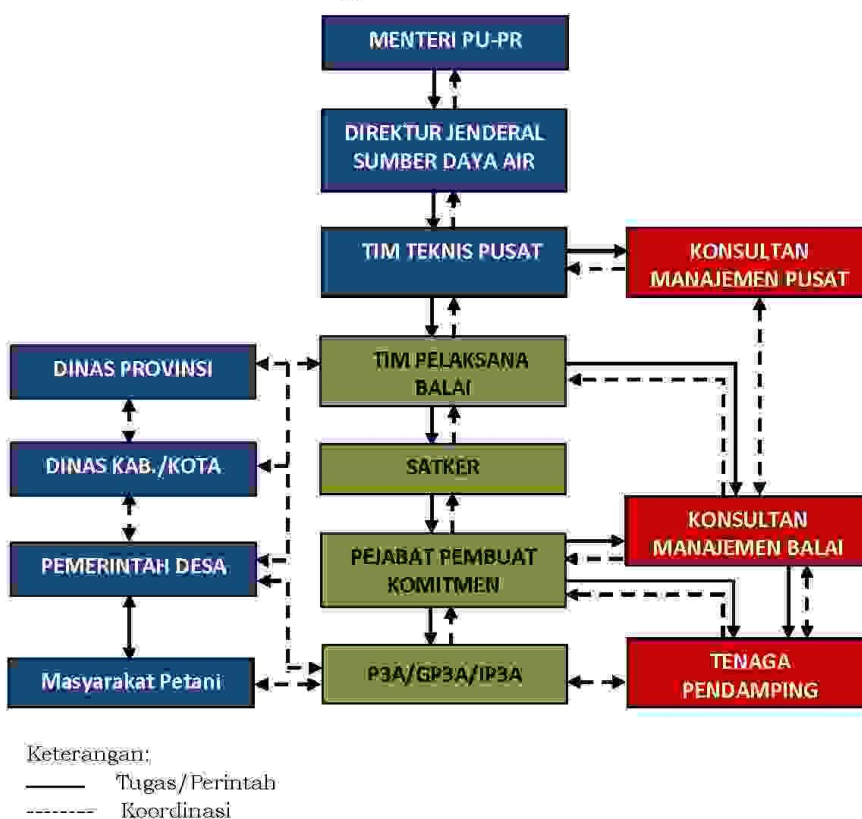 MENTERI PU-PR
DIREKTUR JENDERAL
SUMBER DAYA AIR
TIM TEKNIS PUSAT
KONSULTAN
MANAJEMEN PUSAT
DINAS PROVINSI
TIM PELAKSANA
BALAI
DINAS KAB./KOTA
SATKER
KONSULTAN
MANAJEMEN BALAI
PEMERINTAH DESA
PEJABAT PEMBUAT
KOMITMEN
Masyarakat Petani
P3A/GP3A/IP3A
TENAGA
PENDAMPING
Keterangan:
Tugas/Perintah
Koordinasi